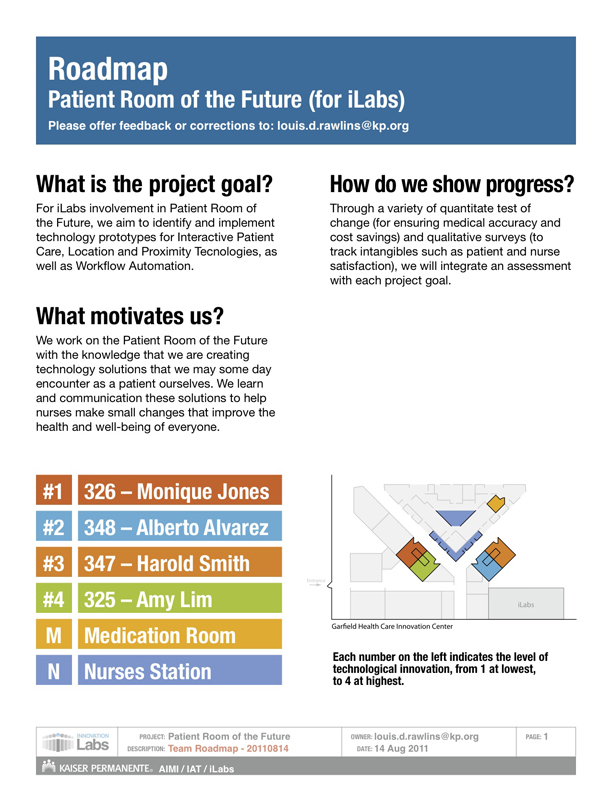 Roadmap
Patient Room of the Future (for iLabs)
Please offer feedback or corrections to: louis.d.rawlins@kp.org
What is the project goal?
For iLabs involvement in Patient Room of
the Future, we aim to identify and implement
technology prototypes for Interactive Patient
Care, Location and Proximity Tecnologies, as
well as Workflow Automation.
What motivates us?
We work on the Patient Room of the Future
with the knowledge that we are creating
technology solutions that we may some day
encounter as a patient ourselves. We learn
and communication these solutions to help
nurses make small changes that improve the
health and well-being of everyone.
How do we show progress?
Through a variety of quantitate test of
change (for ensuring medical accuracy and
cost savings) and qualitative surveys (to
track intangibles such as patient and nurse
satisfaction), we will integrate an assessment
with each project goal.
#1 326 – Monique Jones
#2 348 – Alberto Alvarez
#3 347 – Harold Smith
#4 325 – Amy Lim
M Medication Room
N Nurses Station
Entrance
iLabs
Garfield Health Care Innovation Center
Each number on the left indicates the level of
technological innovation, from 1 at lowest,
to 4 at highest.
INNOVATION
Labs
PROJECT: Patient Room of the Future
DESCRIPTION: Team Roadmap - 20110814
OWNER: louis.d.rawlins@kp.org
DATE: 14 Aug 2011
PAGE: 1
KAISER PERMANENTE® AIMI / IAT / iLabs